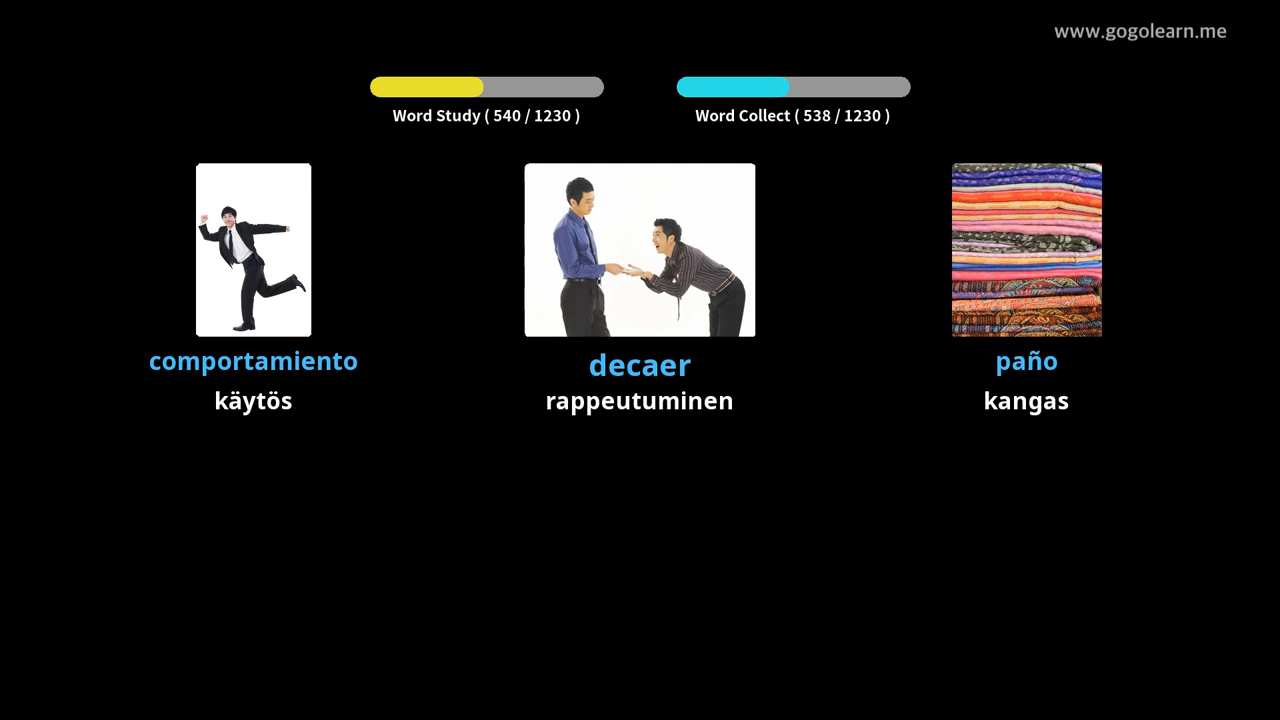 www.gogolearn.me
Word Study ( 540 / 1230 )
Word Collect ( 538 / 1230 )
comportamiento
decaer
paño
käytös
rappeutuminen
kangas